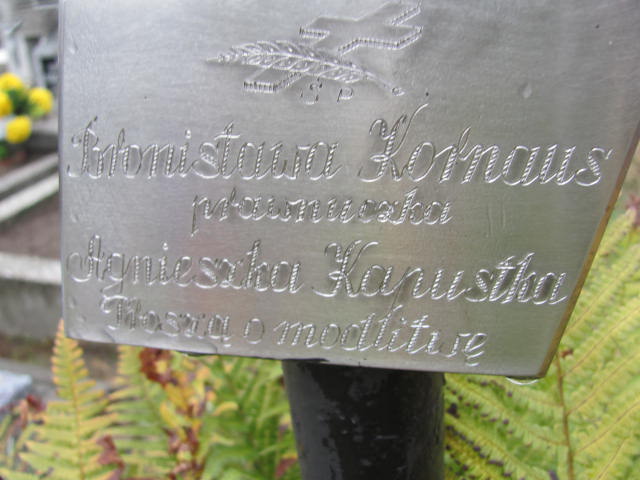 Ś P.
Bronisława Kornaus
prawnuczka
Agnieszka Kapustka
Proszą o modlitwę